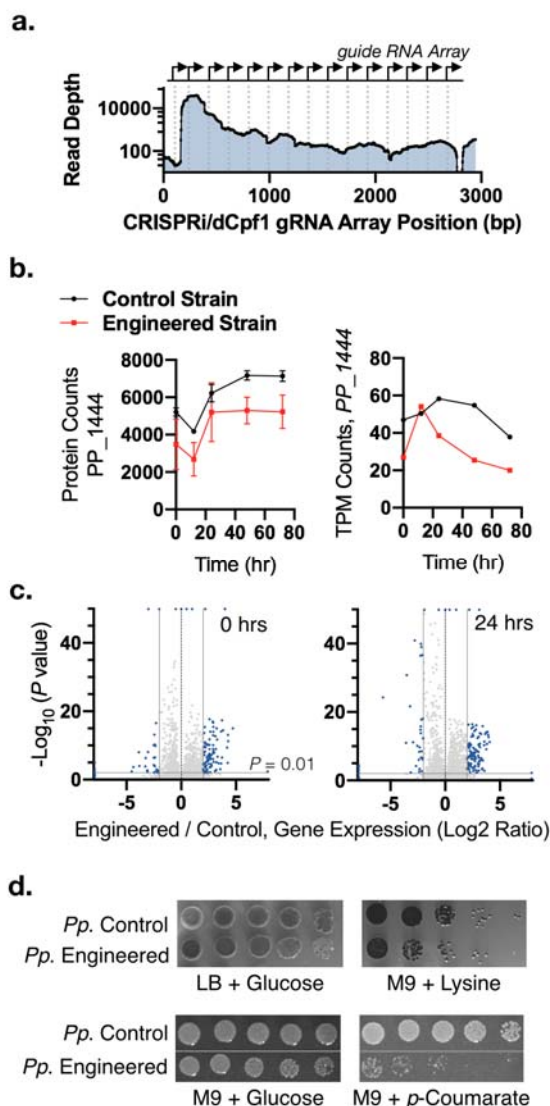 a.
guide RNA Array
Read Depth
10000
100
0 1000 2000 3000
CRISPRi/dCpf1 gRNA Array Position (bp)
b.
Control Strain
Engineered Strain
Protein Counts
PP_1444
8000
6000
4000
2000
0
0 20 40 60 80
Time (hr)
TPM Counts, PP_1444
80
60
40
20
0
0 10 20 30 40 50 60 70 80
Time (hr)
c.
-Log10 (P value)
40
20
0
0 hrs
P = 0.01
-5 0 5
40
20
0
24 hrs
-5 0 5
Engineered / Control, Gene Expression (Log2 Ratio)
d.
Pp. Control
Pp. Engineered
LB + Glucose
M9 + Lysine
Pp. Control
Pp. Engineered
M9 + Glucose
M9 + p-Coumarate